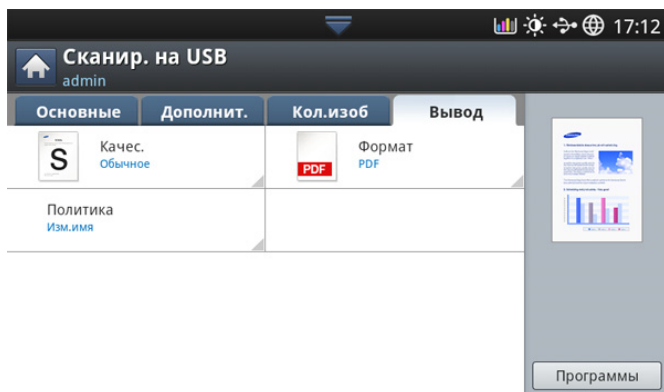 17:12
Сканир. на USB
admin
Основные
Дополнит.
Кол.изоб
Вывод
S
Качес.
Обычное
PDF
Формат
PDF
Политика
Изм.имя
Программы